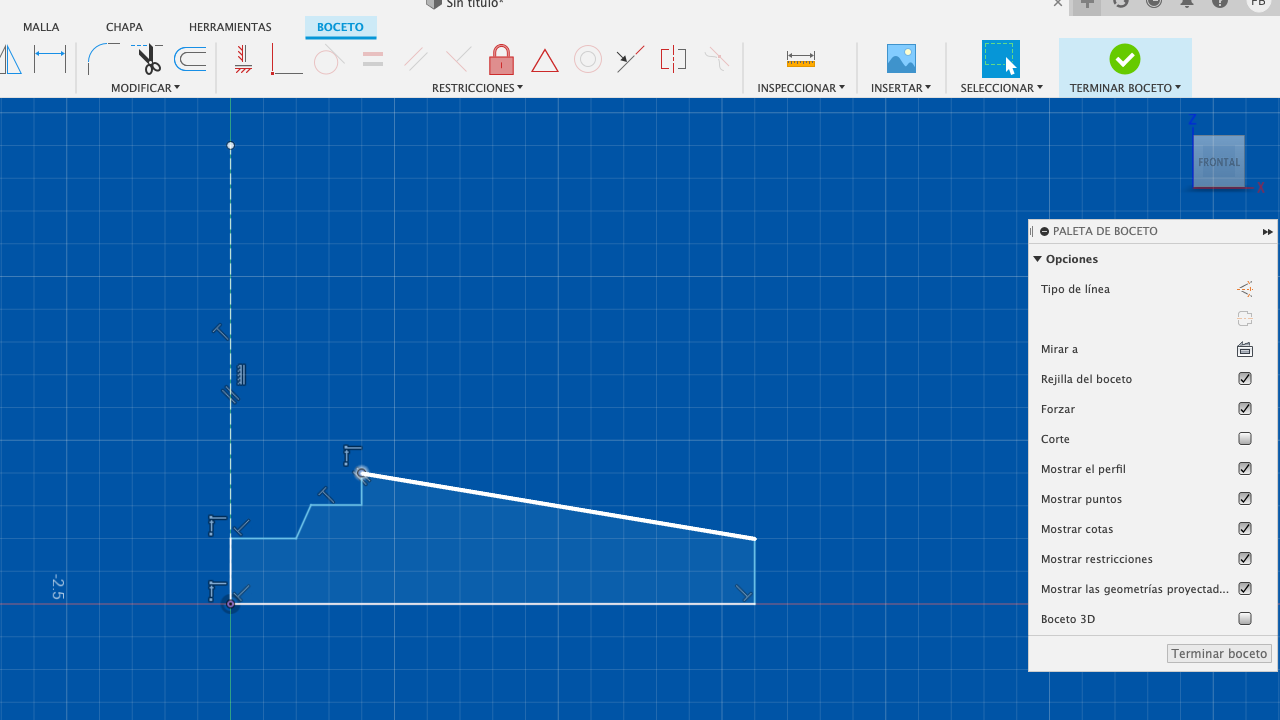 Sin título*
FB
MALLA
CHAPA
HERRAMIENTAS
BOCETO
MODIFICAR
RESTRICCIONES
INSPECCIONAR
INSERTAR
SELECCIONAR
TERMINAR BOCETO
Z
FRONTAL
X
PALETA DE BOCETO
Opciones
Tipo de línea
Mirar a
Rejilla del boceto
Forzar
Corte
Mostrar el perfil
Mostrar puntos
Mostrar cotas
Mostrar restricciones
Mostrar las geometrías proyectad...
Boceto 3D
Terminar boceto
-2.5